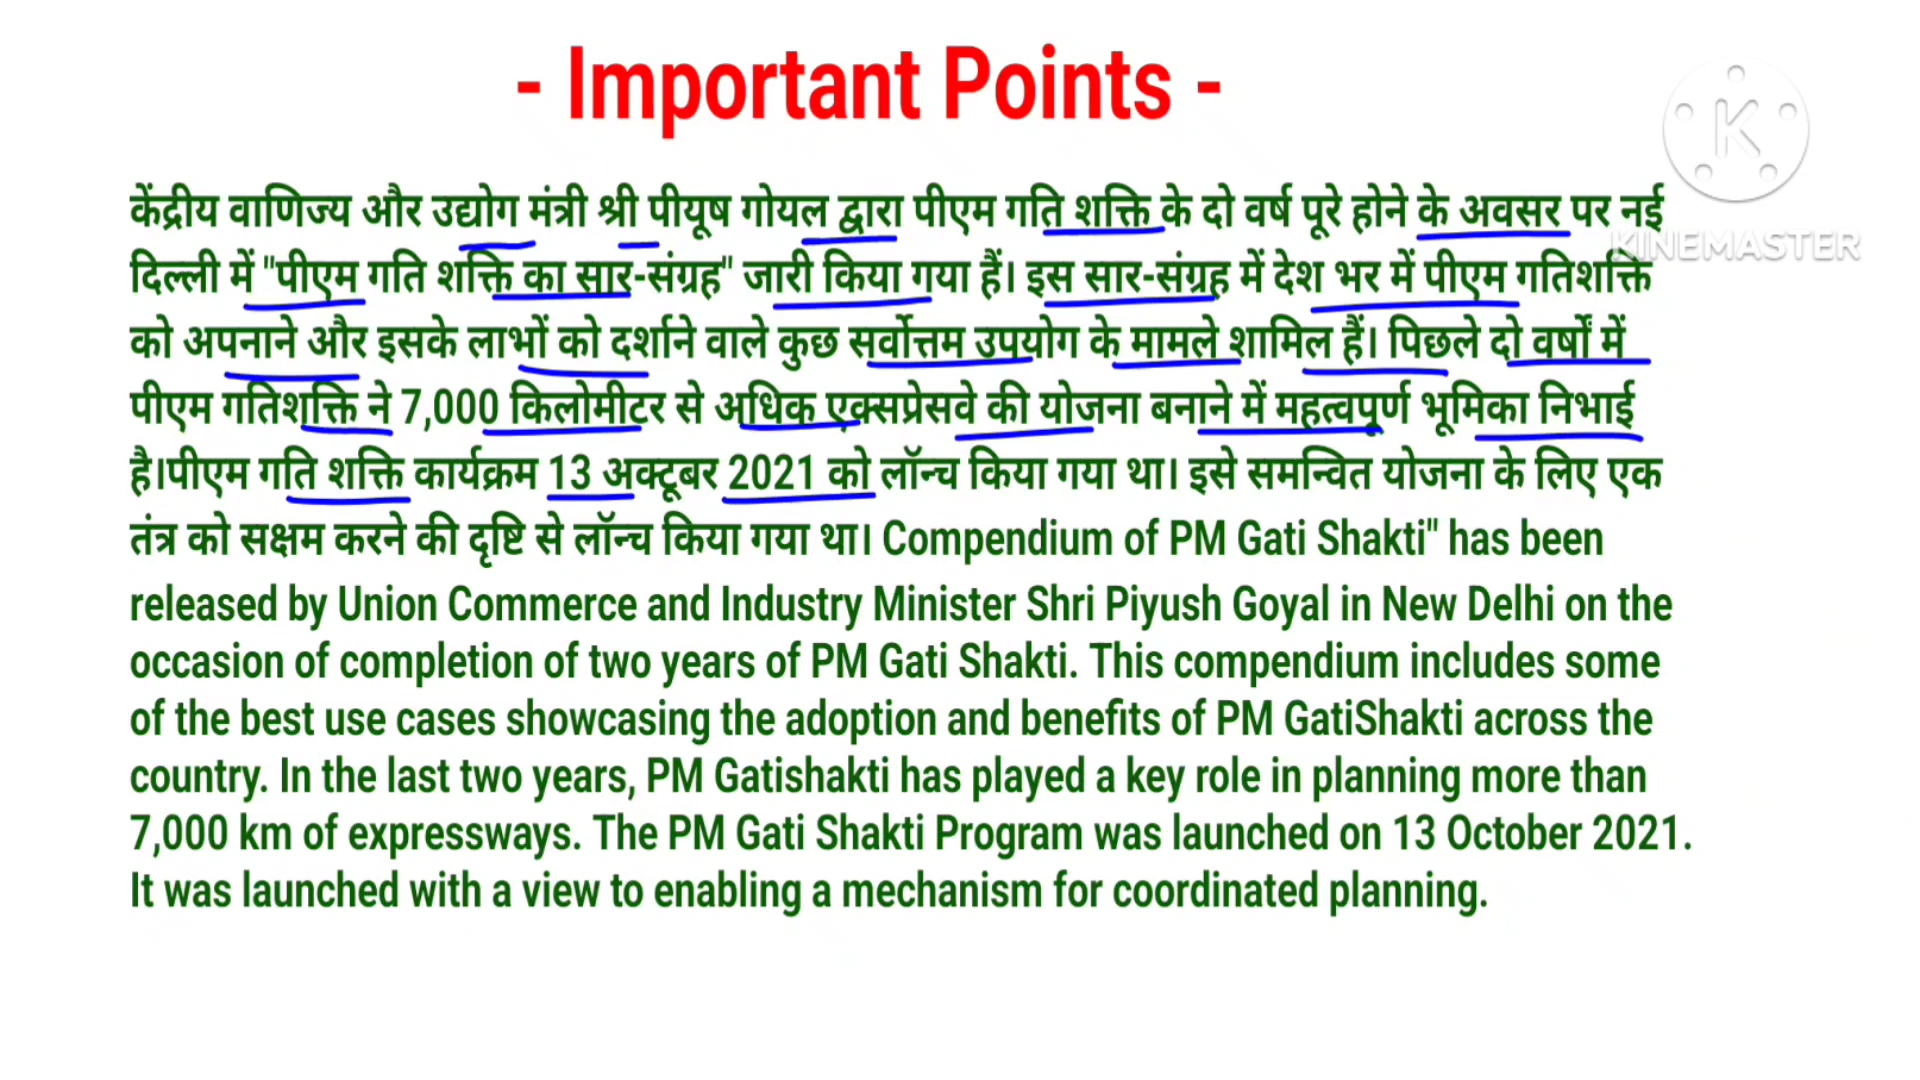 - Important Points -
केंद्रीय वाणिज्य और उद्योग मंत्री श्री पीयूष गोयल द्वारा पीएम गति शक्ति के दो वर्ष पूरे होने के अवसर पर नई
दिल्ली में "पीएम गति शक्ति का सार-संग्रह" जारी किया गया हैं। इस सार-संग्रह में देश भर में पीएम गतिशक्ति
को अपनाने और इसके लाभों को दर्शाने वाले कुछ सर्वोत्तम उपयोग के मामले शामिल हैं। पिछले दो वर्षों में
पीएम गतिशक्ति ने 7,000 किलोमीटर से अधिक एक्सप्रेसवे की योजना बनाने में महत्वपूर्ण भूमिका निभाई
है।पीएम गति शक्ति कार्यक्रम 13 अक्टूबर 2021 को लॉन्च किया गया था। इसे समन्वित योजना के लिए एक
तंत्र को सक्षम करने की दृष्टि से लॉन्च किया गया था। Compendium of PM Gati Shakti" has been
released by Union Commerce and Industry Minister Shri Piyush Goyal in New Delhi on the
occasion of completion of two years of PM Gati Shakti. This compendium includes some
of the best use cases showcasing the adoption and benefits of PM GatiShakti across the
country. In the last two years, PM Gatishakti has played a key role in planning more than
7,000 km of expressways. The PM Gati Shakti Program was launched on 13 October 2021.
It was launched with a view to enabling a mechanism for coordinated planning.
K
KINEMASTER